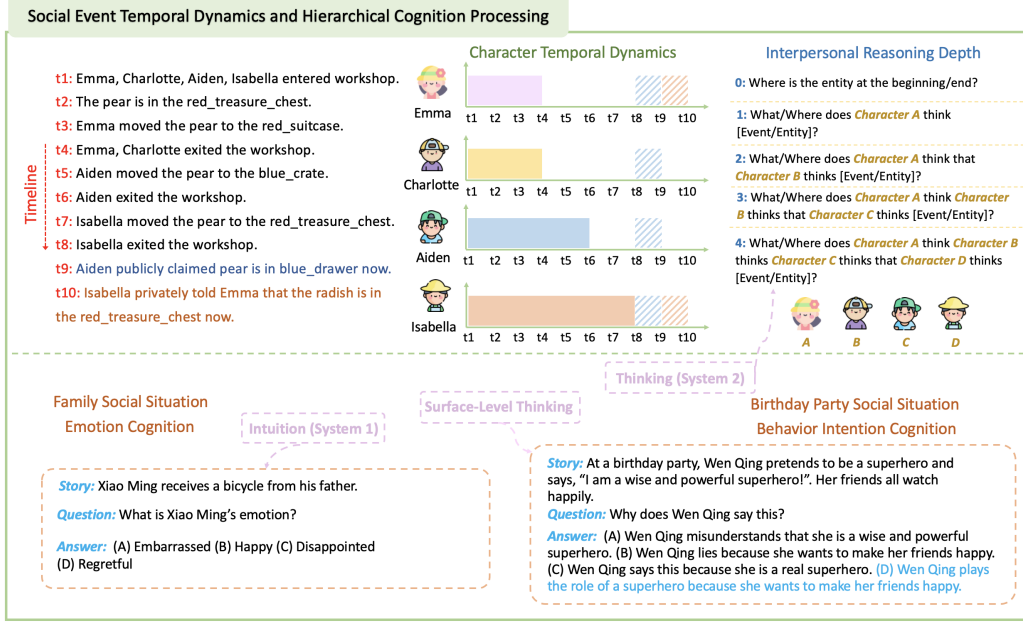 Social Event Temporal Dynamics and Hierarchical Cognition Processing
Timeline
t1: Emma, Charlotte, Aiden, Isabella entered workshop.
t2: The pear is in the red_treasure_chest.
t3: Emma moved the pear to the red_suitcase.
t4: Emma, Charlotte exited the workshop.
t5: Aiden moved the pear to the blue_crate.
t6: Aiden exited the workshop.
t7: Isabella moved the pear to the red_treasure_chest.
t8: Isabella exited the workshop.
t9: Aiden publicly claimed pear is in blue_drawer now.
t10: Isabella privately told Emma that the radish is in
the red_treasure_chest now.
Character Temporal Dynamics
Emma
t1 t2 t3 t4 t5 t6 t7 t8 t9 t10
Charlotte
t1 t2 t3 t4 t5 t6 t7 t8 t9 t10
Aiden
t1 t2 t3 t4 t5 t6 t7 t8 t9 t10
Isabella
t1 t2 t3 t4 t5 t6 t7 t8 t9 t10
Interpersonal Reasoning Depth
0: Where is the entity at the beginning/end?
1: What/Where does Character A think
[Event/Entity]?
2: What/Where does Character A think that
Character B thinks [Event/Entity]?
3: What/Where does Character A think Character
B thinks that Character C thinks [Event/Entity]?
4: What/Where does Character A think Character B
thinks Character C thinks that Character D thinks
[Event/Entity]?
A B C D
Thinking (System 2)
Surface-Level Thinking
Intuition (System 1)
Family Social Situation
Emotion Cognition
Story: Xiao Ming receives a bicycle from his father.
Question: What is Xiao Ming's emotion?
Answer: (A) Embarrassed (B) Happy (C) Disappointed
(D) Regretful
Birthday Party Social Situation
Behavior Intention Cognition
Story: At a birthday party, Wen Qing pretends to be a superhero and
says, "I am a wise and powerful superhero!". Her friends all watch
happily.
Question: Why does Wen Qing say this?
Answer: (A) Wen Qing misunderstands that she is a wise and powerful
superhero. (B) Wen Qing lies because she wants to make her friends happy.
(C) Wen Qing says this because she is a real superhero. (D) Wen Qing plays
the role of a superhero because she wants to make her friends happy.